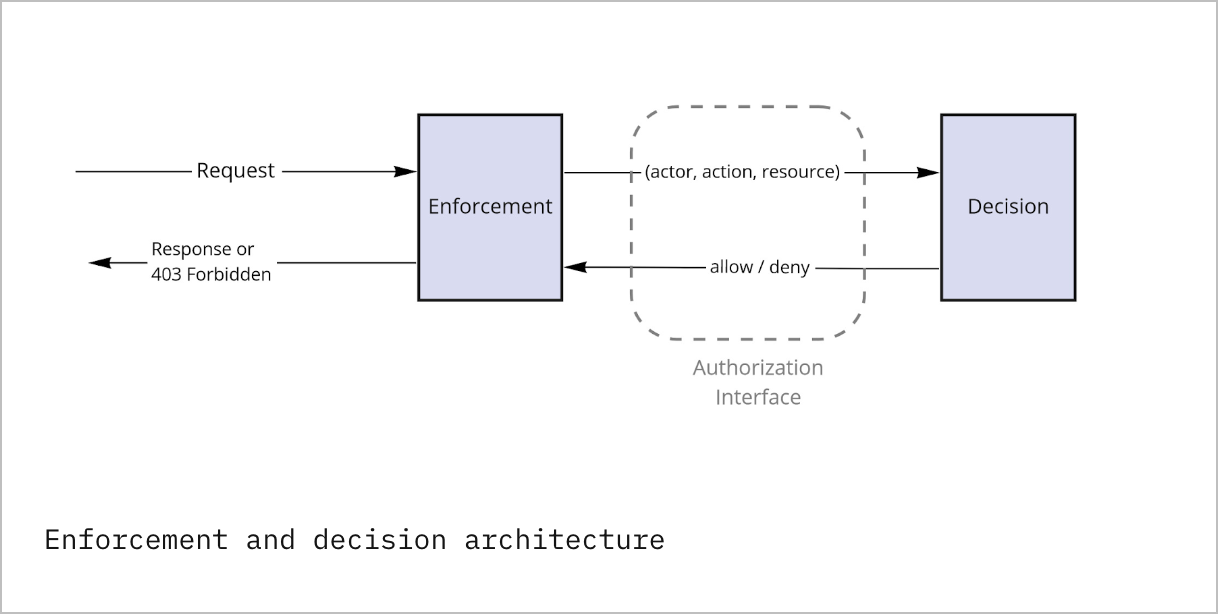 Request
Enforcement
(actor, action, resource)
Decision
Response or
403 Forbidden
allow / deny
Authorization
Interface
Enforcement and decision architecture